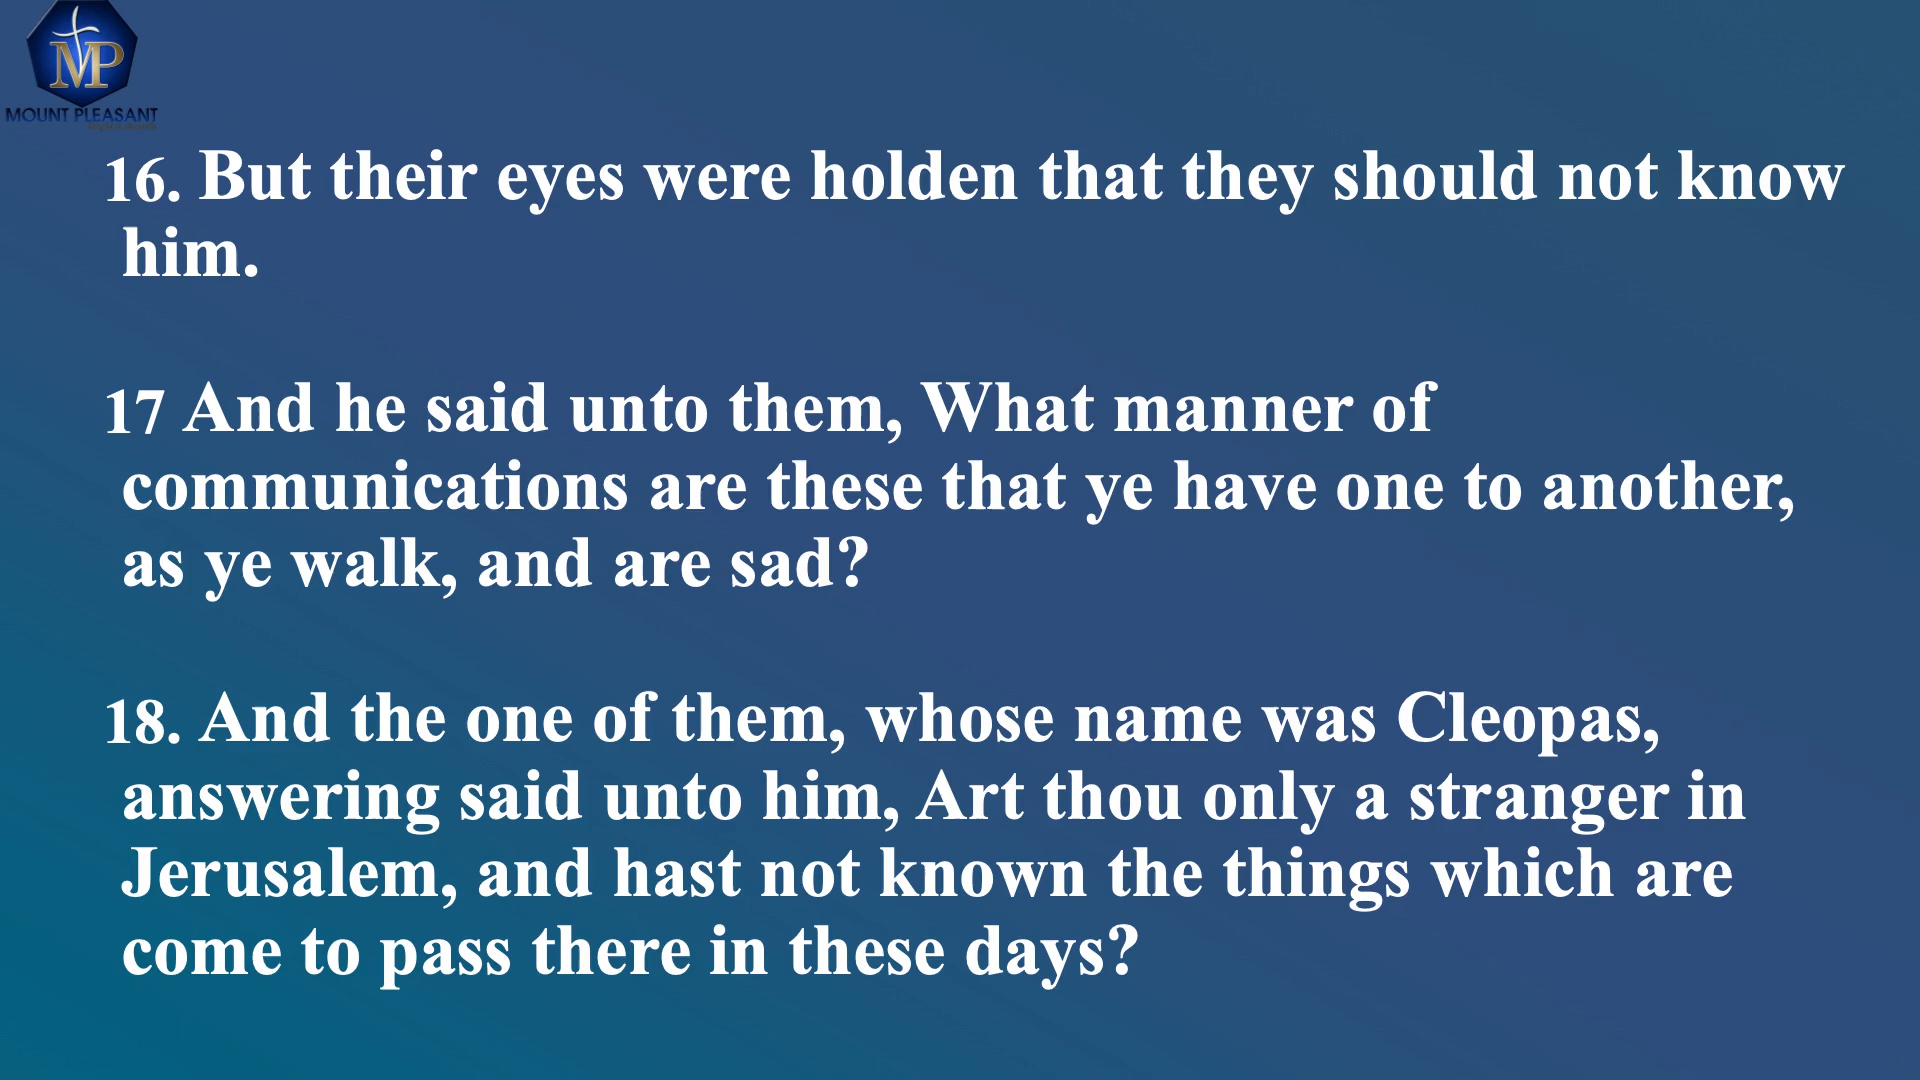 MP
MOUNT PLEASANT
16. But their eyes were holden that they should not know
him.
17 And he said unto them, What manner of
communications are these that ye have one to another,
as ye walk, and are sad?
18. And the one of them, whose name was Cleopas,
answering said unto him, Art thou only a stranger in
Jerusalem, and hast not known the things which are
come to pass there in these days?